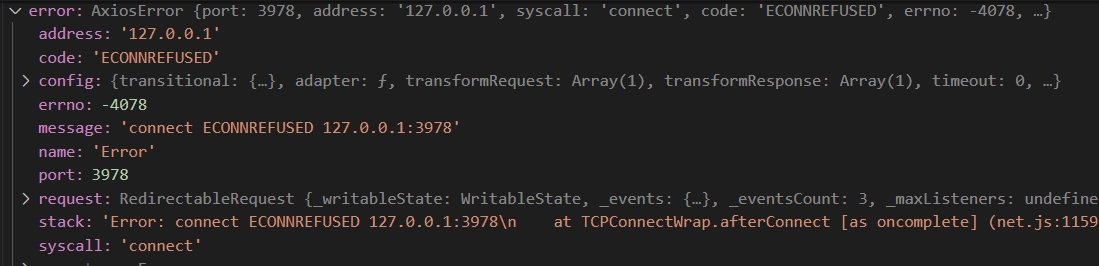 error: AxiosError {port: 3978, address: '127.0.0.1', syscall: 'connect', code: 'ECONNREFUSED', errno: -4078, …}
address: '127.0.0.1'
code: 'ECONNREFUSED'
config: {transitional: {…}, adapter: ƒ, transformRequest: Array(1), transformResponse: Array(1), timeout: 0, …}
errno: -4078
message: 'connect ECONNREFUSED 127.0.0.1:3978'
name: 'Error'
port: 3978
request: RedirectableRequest {_writableState: WritableState, _events: {…}, _eventsCount: 3, _maxListeners: undefine
stack: 'Error: connect ECONNREFUSED 127.0.0.1:3978\n    at TCPConnectWrap.afterConnect [as oncomplete] (net.js:1159
syscall: 'connect'